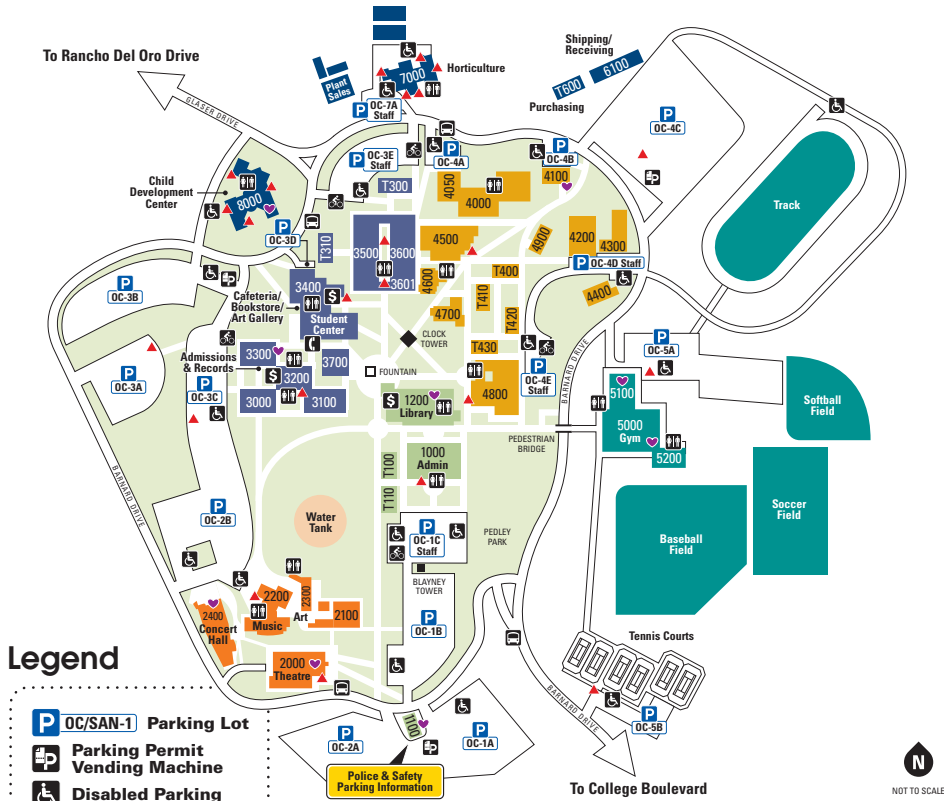 To Rancho Del Oro Drive
GLASER DRIVE
Plant
Sales
7000
Horticulture
P
OC-7A
Staff
Shipping/
Receiving
T600
6100
Purchasing
P
OC-4C
P
OC-3E
Staff
P
OC-4A
P
OC-4B
4100
Child
Development
Center
8000
P
OC-3D
T300
T310
4050
4000
3500
3600
3601
4500
4600
4900
4200
4300
P OC-4D Staff
4400
Track
P
OC-3B
3400
Cafeteria/
Bookstore/
Art Gallery
$
Student
Center
T400
T410
T420
4700
T430
CLOCK
TOWER
FOUNTAIN
P
OC-3A
Admissions
& Records
3300
$
3200
3700
3000
3100
P
OC-3C
$
1200
Library
4800
P
OC-4E
Staff
BARNARD DRIVE
P
OC-5A
5100
5000
Gym
5200
Softball
Field
PEDESTRIAN
BRIDGE
1000
Admin
T100
T110
BARNARD DRIVE
P
OC-2B
Water
Tank
P
OC-1C
Staff
PEDLEY
PARK
BLAYNEY
TOWER
Baseball
Field
Soccer
Field
2400
Concert
Hall
2200
Music
2300
Art
2100
P
OC-1B
2000
Theatre
Tennis Courts
BARNARD DRIVE
P
OC-5B
P
OC-2A
1100
P
OC-1A
Police & Safety
Parking Information
To College Boulevard
N
NOT TO SCALE
Legend
P OC/SAN-1 Parking Lot
P Parking Permit
Vending Machine
Disabled Parking